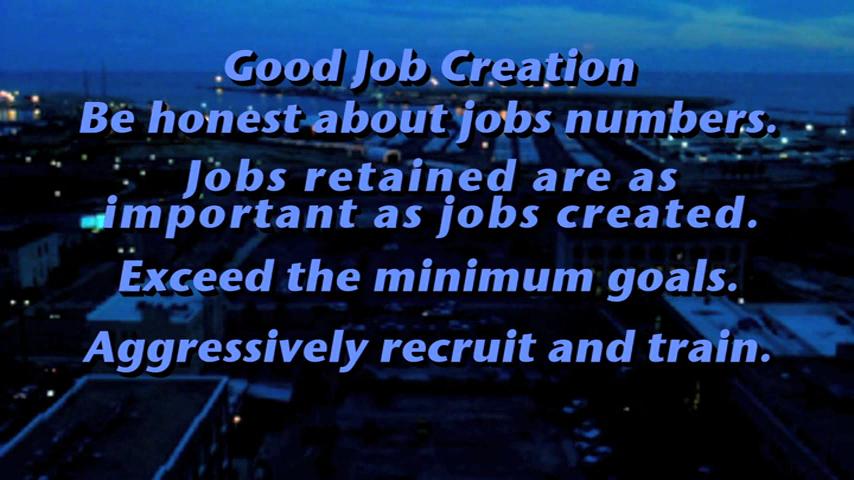 Good Job Creation
Be honest about jobs numbers.
Jobs retained are as
important as jobs created.
Exceed the minimum goals.
Aggressively recruit and train.